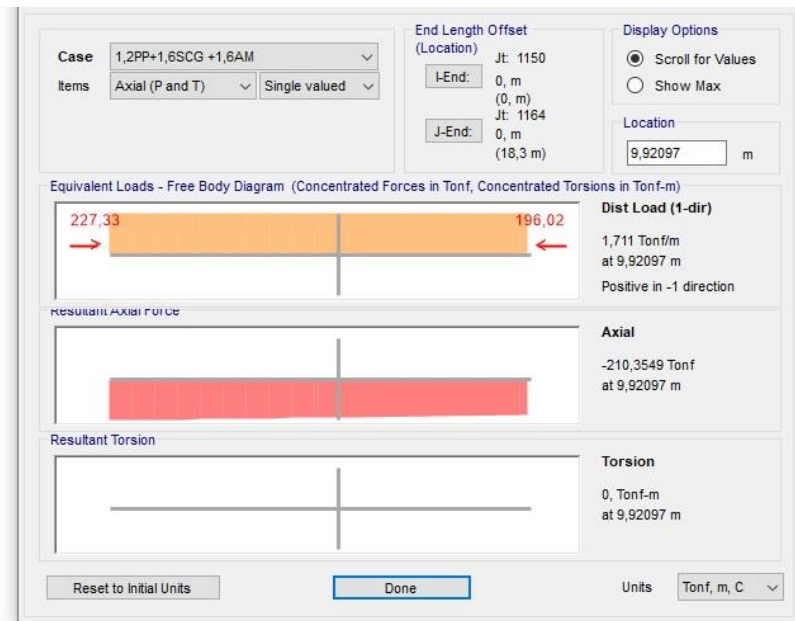 Case 1,2PP+1,6SCG +1,6AM
Items Axial (P and T) Single valued
End Length Offset
(Location)
Jt: 1150
I-End: 0, m
(0, m)
Jt: 1164
J-End: 0, m
(18,3 m)
Display Options
Scroll for Values
Show Max
Location
9,92097 m
Equivalent Loads - Free Body Diagram (Concentrated Forces in Tonf, Concentrated Torsions in Tonf-m)
227,33 196,02
Dist Load (1-dir)
1,711 Tonf/m
at 9,92097 m
Positive in -1 direction
Resultant Axial Force
Axial
-210,3549 Tonf
at 9,92097 m
Resultant Torsion
Torsion
0, Tonf-m
at 9,92097 m
Reset to Initial Units Done Units Tonf, m, C